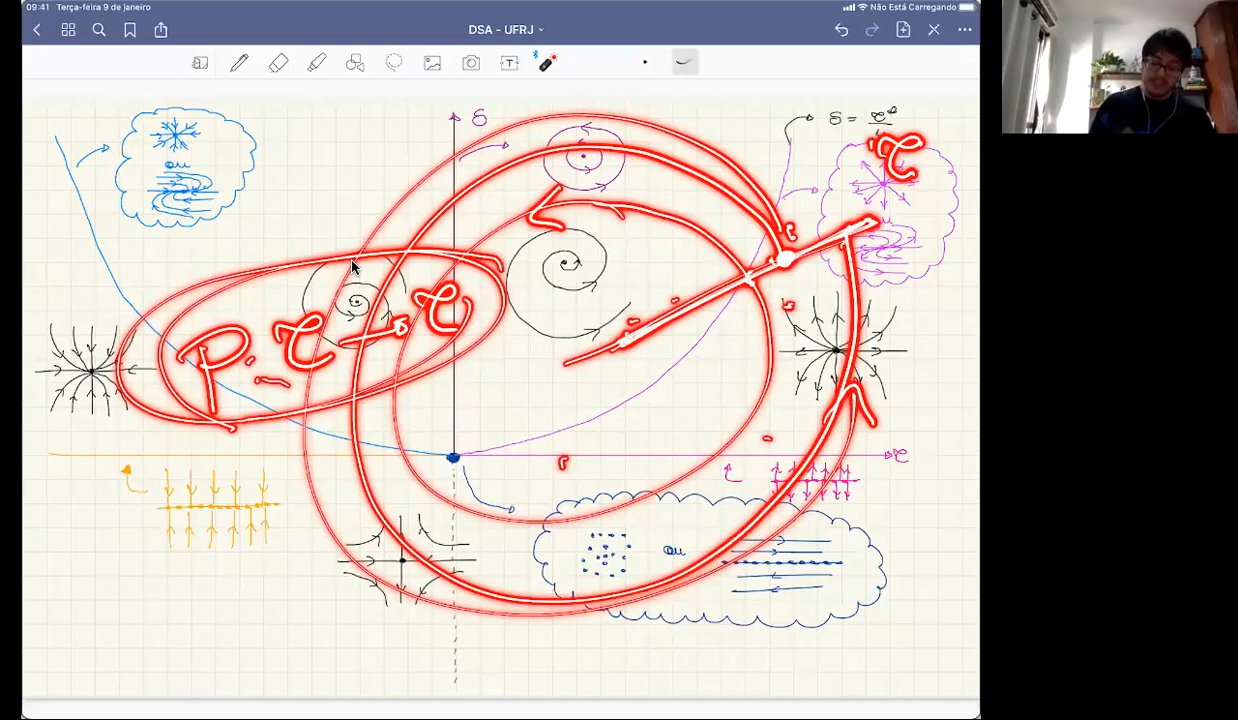 09:41 Terça-feira 9 de janeiro
Não Está Carregando
DSA - UFRJ
T
δ
δ = τ²
ou
τ
ou
P: τ → τ
τ
ou